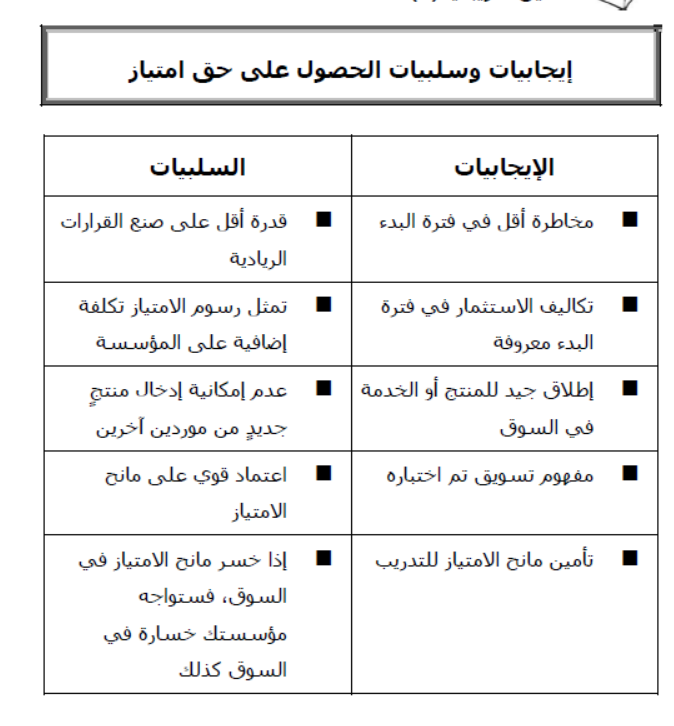 إيجابيات وسلبيات الحصول على حق امتياز
الإيجابيات
السلبيات
مخاطرة أقل في فترة البدء
قدرة أقل على صنع القرارات
الريادية
تكاليف الاستثمار في فترة
البدء معروفة
تمثل رسوم الامتياز تكلفة
إضافية على المؤسسة
إطلاق جيد للمنتج أو الخدمة
في السوق
عدم إمكانية إدخال منتجٍ
جديدٍ من موردين آخرين
مفهوم تسويق تم اختباره
اعتماد قوي على مانح
الامتياز
تأمين مانح الامتياز للتدريب
إذا خسر مانح الامتياز في
السوق، فستواجه
مؤسستك خسارة في
السوق كذلك